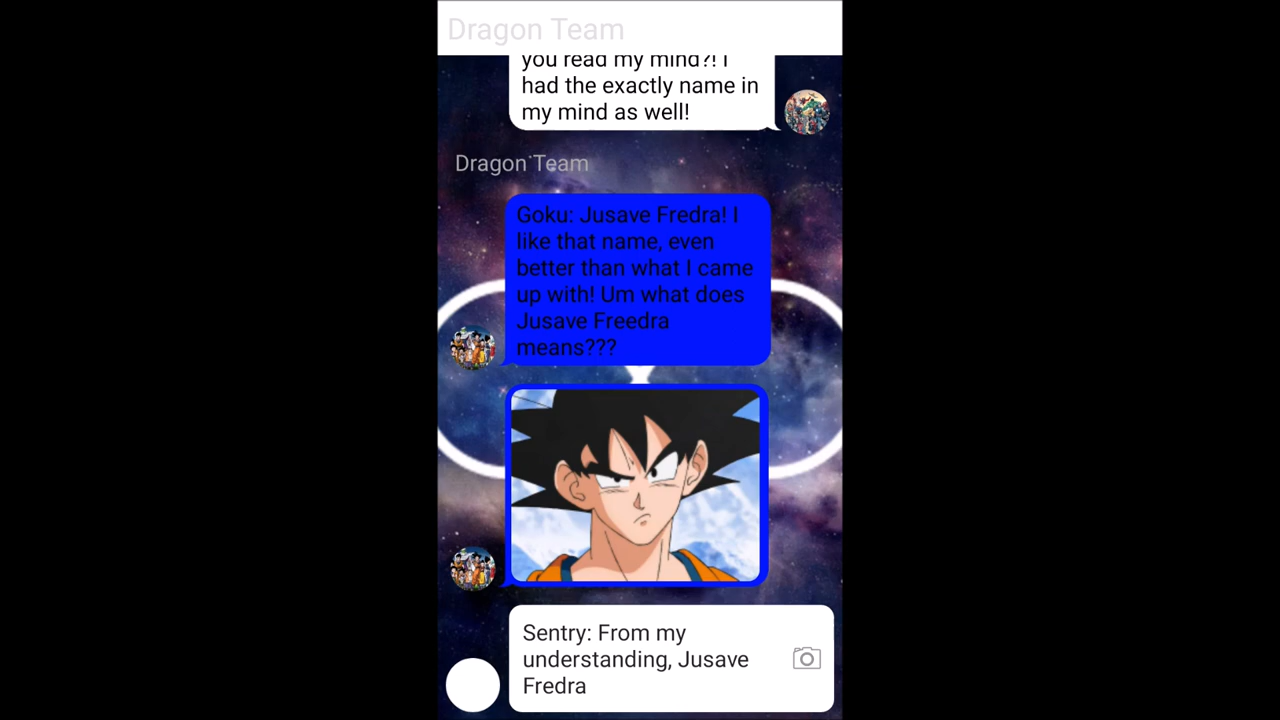 Dragon Team
you read my mind?! I
had the exactly name in
my mind as well!
Dragon Team
Goku: Jusave Fredra! I
like that name, even
better than what I came
up with! Um what does
Jusave Freedra
means???
Sentry: From my
understanding, Jusave
Fredra